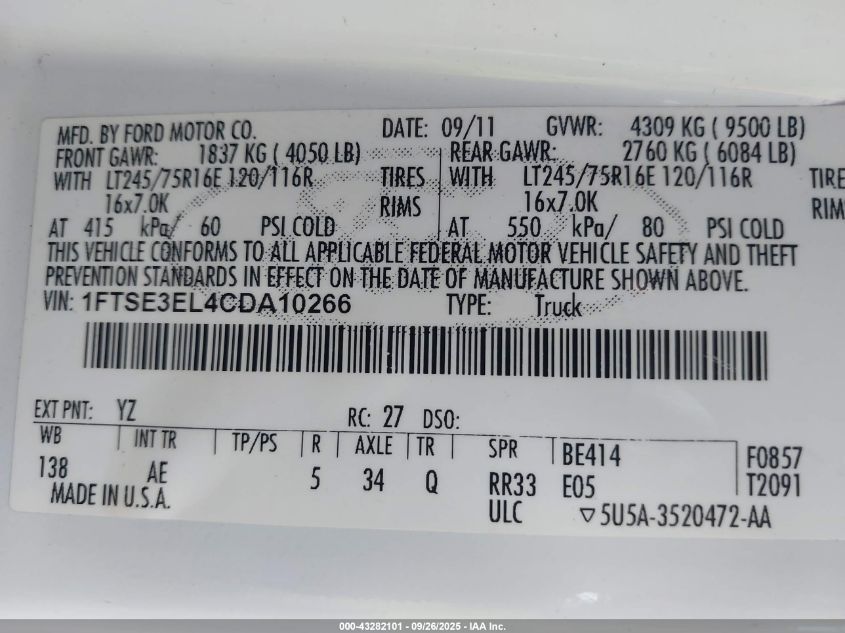 MFD. BY FORD MOTOR CO. DATE: 09/11 GVWR: 4309 KG ( 9500 LB)
FRONT GAWR: 1837 KG ( 4050 LB) REAR GAWR: 2760 KG ( 6084 LB)
WITH LT245/75R16E 120/116R TIRES WITH LT245/75R16E 120/116R TIRE
16x7.0K RIMS 16x7.0K RIM
AT 415 kPa/ 60 PSI COLD AT 550 kPa/ 80 PSI COLD
THIS VEHICLE CONFORMS TO ALL APPLICABLE FEDERAL MOTOR VEHICLE SAFETY AND THEFT
PREVENTION STANDARDS IN EFFECT ON THE DATE OF MANUFACTURE SHOWN ABOVE.
VIN: 1FTSE3EL4CDA10266 TYPE: Truck
EXT PNT: YZ RC: 27 DSO:
WB INT TR TP/PS R AXLE TR SPR BE414 F0857
138 AE 5 34 Q RR33 E05 T2091
MADE IN U.S.A. ULC ▽5U5A-3520472-AA
000-43282101 - 09/26/2025 - IAA Inc.